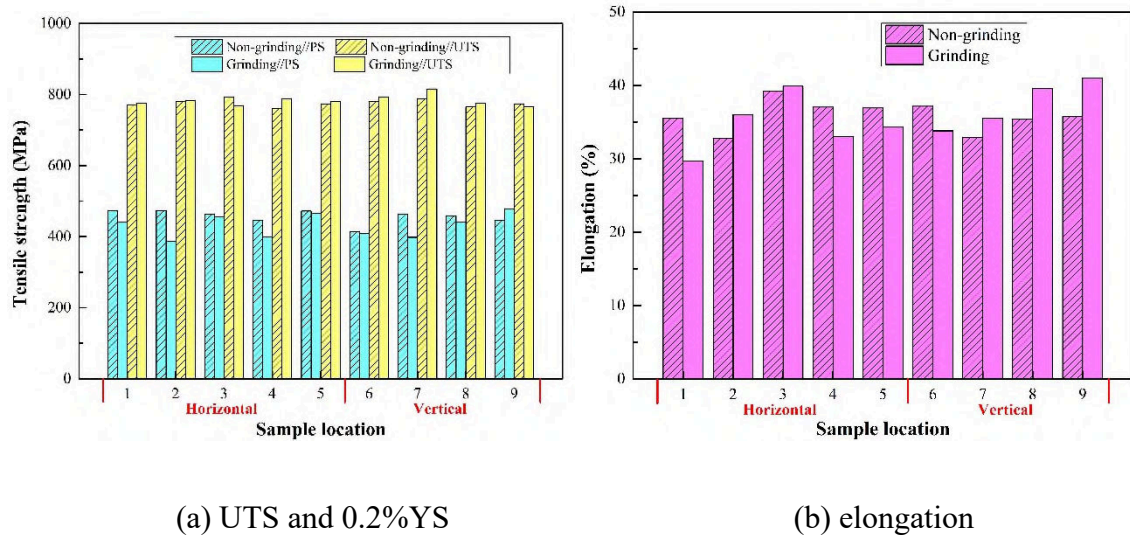 1000
800
600
400
200
0
Tensile strength (MPa)
Non-grinding//PS Non-grinding//UTS
Grinding//PS Grinding//UTS
1 2 3 4 5 6 7 8 9
Horizontal Vertical
Sample location
50
40
30
20
10
0
Elongation (%)
Non-grinding
Grinding
1 2 3 4 5 6 7 8 9
Horizontal Vertical
Sample location
(a) UTS and 0.2%YS (b) elongation